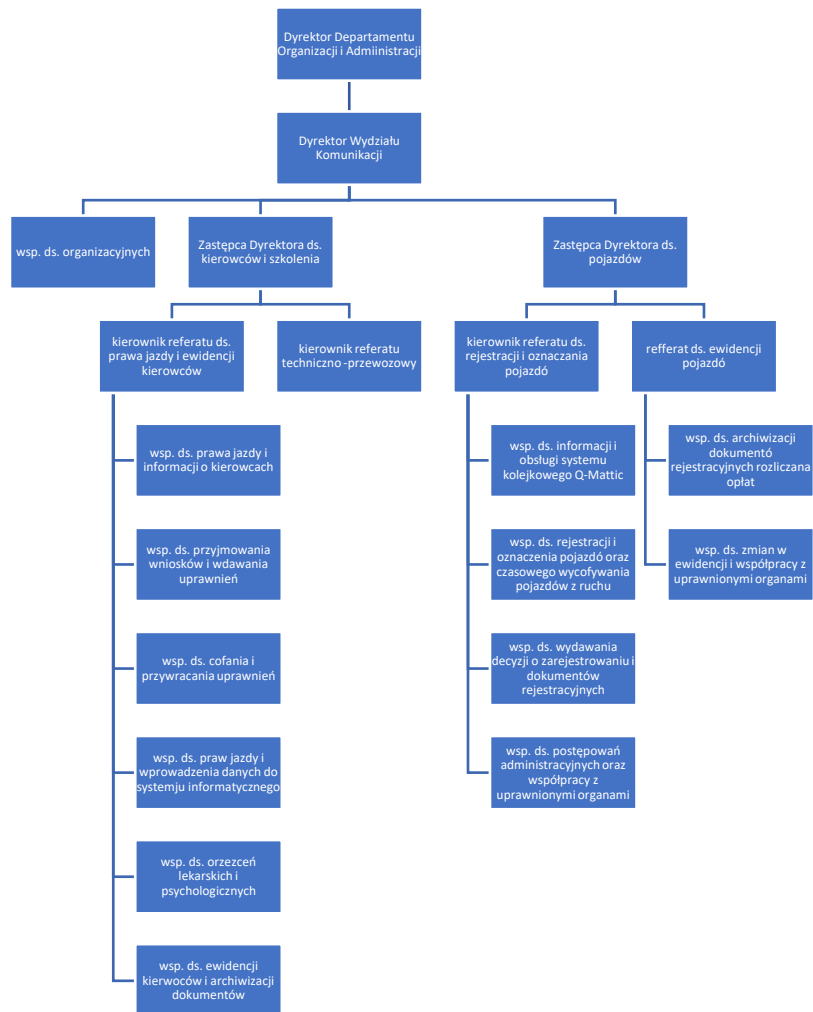 Dyrektor Departamentu
Organizacji i Admiinistracji
Dyrektor Wydziału
Komunikacji
wsp. ds. organizacyjnych
Zastępca Dyrektora ds.
kierowców i szkolenia
Zastępca Dyrektora ds.
pojazdów
kierownik referatu ds.
prawa jazdy i ewidencji
kierowców
kierownik referatu
techniczno -przewozowy
kierownik referatu ds.
rejestracji i oznaczania
pojazdó
refferat ds. ewidencji
pojazdó
wsp. ds. prawa jazdy i
informacji o kierowcach
wsp. ds. przyjmowania
wniosków i wdawania
uprawnień
wsp. ds. cofania i
przywracania uprawnień
wsp. ds. praw jazdy i
wprowadzenia danych do
systemju informatycznego
wsp. ds. orzezceń
lekarskich i
psychologicznych
wsp. ds. ewidencji
kierwoców i archiwizacji
dokumentów
wsp. ds. informacji i
obsługi systemu
kolejkowego Q-Mattic
wsp. ds. rejestracji i
oznaczenia pojazdó oraz
czasowego wycofywania
pojazdów z ruchu
wsp. ds. wydawania
decyzji o zarejestrowaniu i
dokumentów
rejestracyjnych
wsp. ds. postępowań
administracyjnych oraz
współpracy z
uprawnionymi organami
wsp. ds. archiwizacji
dokumentó
rejestracyjnych rozliczana
opłat
wsp. ds. zmian w
ewidencji i współpracy z
uprawnionymi organami